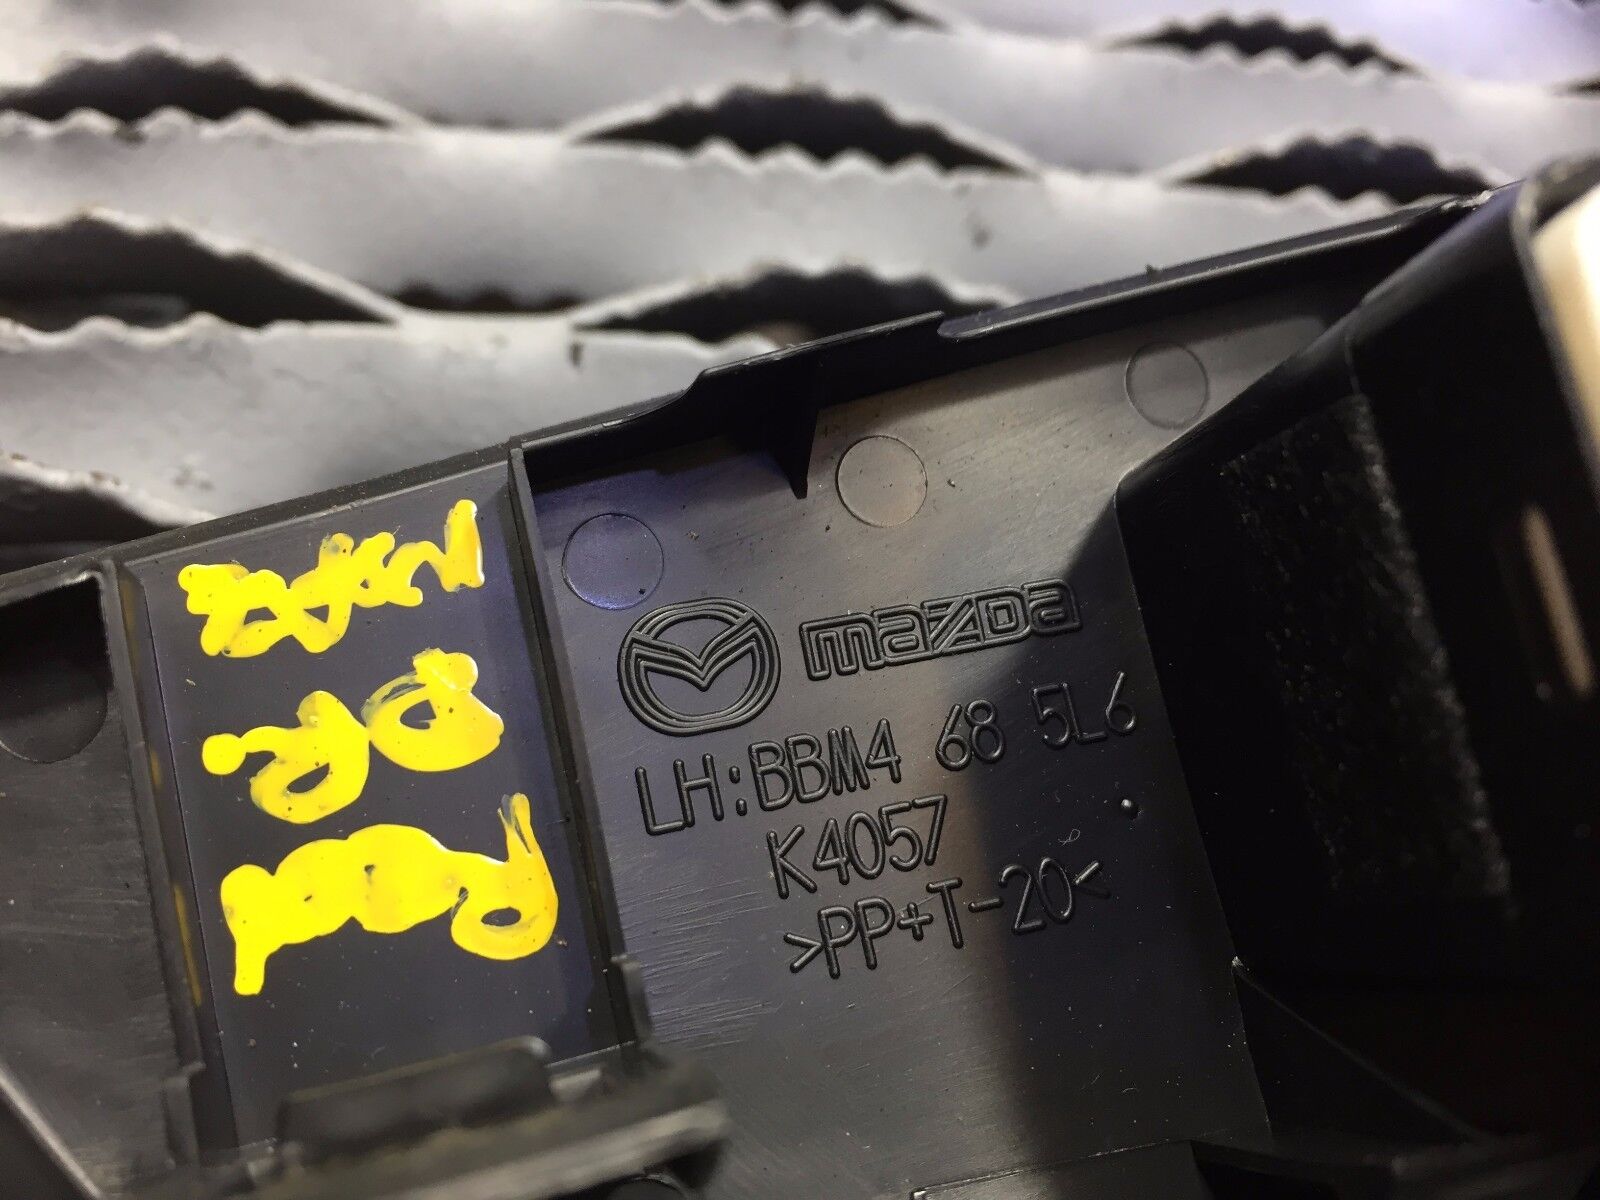 mazda
LH:BBM4 68 5L6
K4057
>PP+T-20<